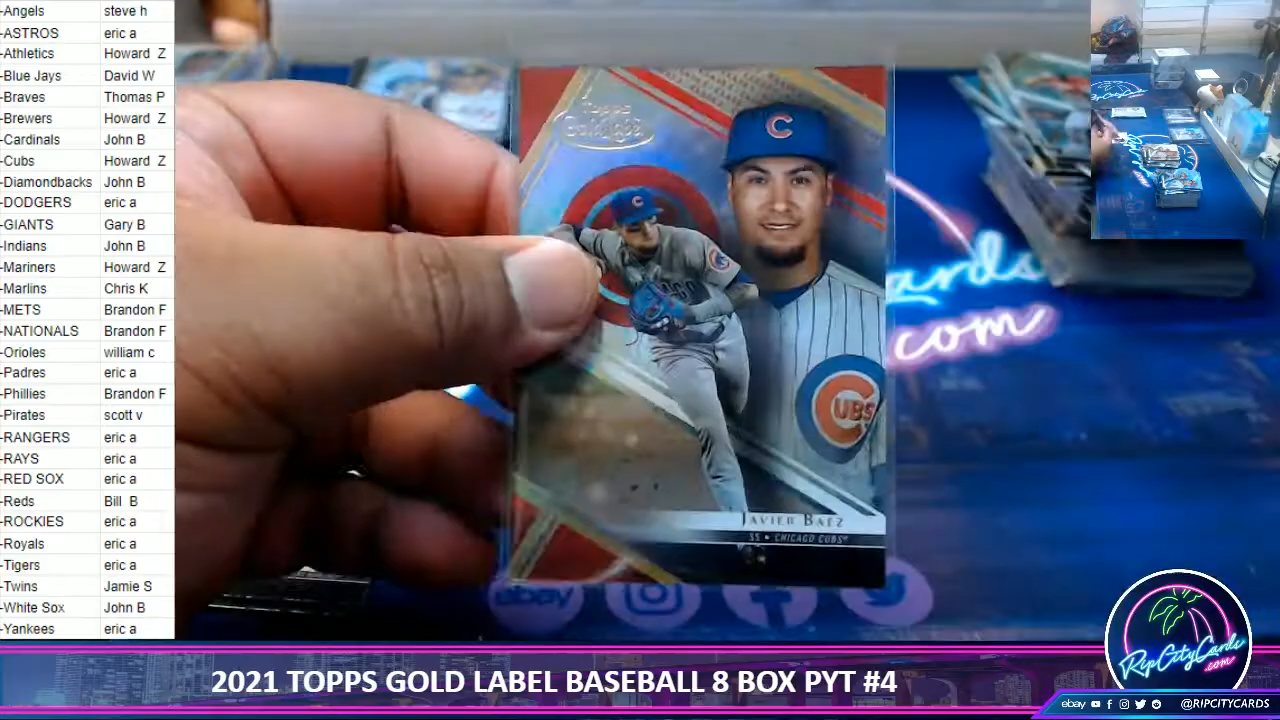 -Angels steve h
-ASTROS eric a
-Athletics Howard Z
-Blue Jays David W
-Braves Thomas P
-Brewers Howard Z
-Cardinals John B
-Cubs Howard Z
-Diamondbacks John B
-DODGERS eric a
-GIANTS Gary B
-Indians John B
-Mariners Howard Z
-Marlins Chris K
-METS Brandon F
-NATIONALS Brandon F
-Orioles william c
-Padres eric a
-Phillies Brandon F
-Pirates scott v
-RANGERS eric a
-RAYS eric a
-RED SOX eric a
-Reds Bill B
-ROCKIES eric a
-Royals eric a
-Tigers eric a
-Twins Jamie S
-White Sox John B
-Yankees eric a
Topps
Gold Label
C
C
CUBS
JAVIER BAEZ
SS • CHICAGO CUBS
ards
.com
ebay
RipCityCards
.com
2021 TOPPS GOLD LABEL BASEBALL 8 BOX PYT #4
ebay @RIPCITYCARDS